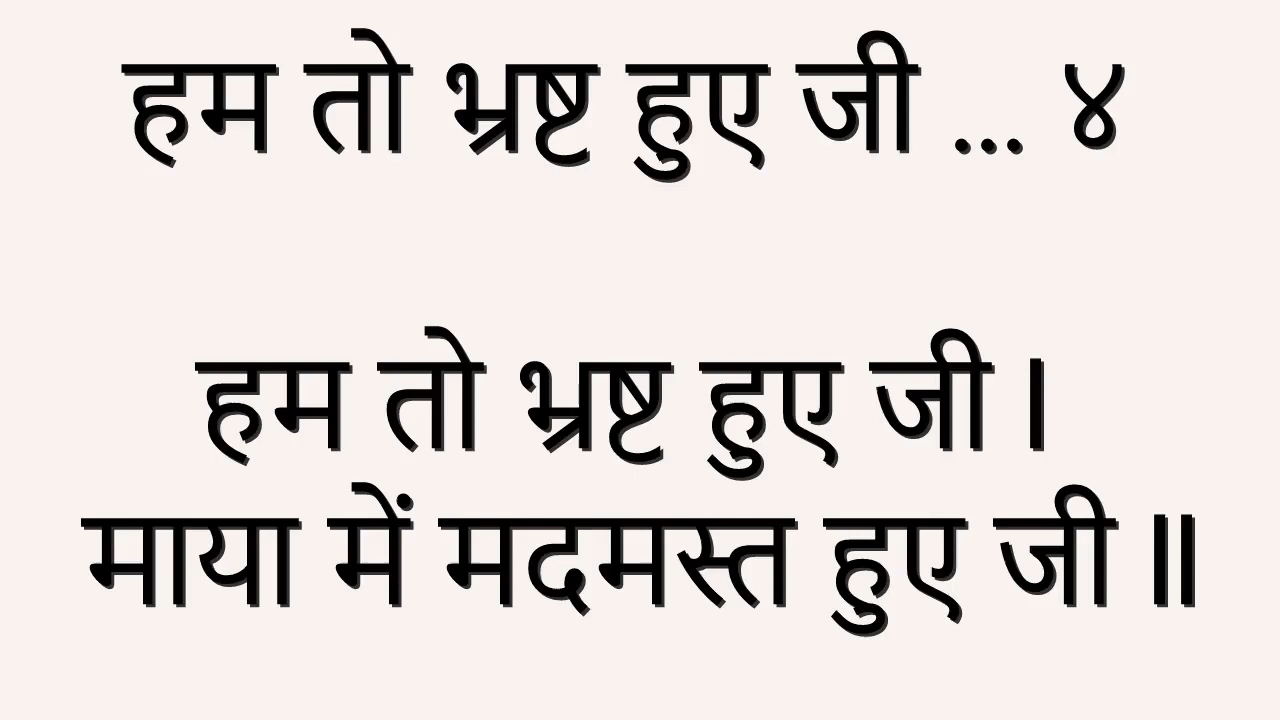 हम तो भ्रष्ट हुए जी ... ४
हम तो भ्रष्ट हुए जी ।
माया में मदमस्त हुए जी ॥